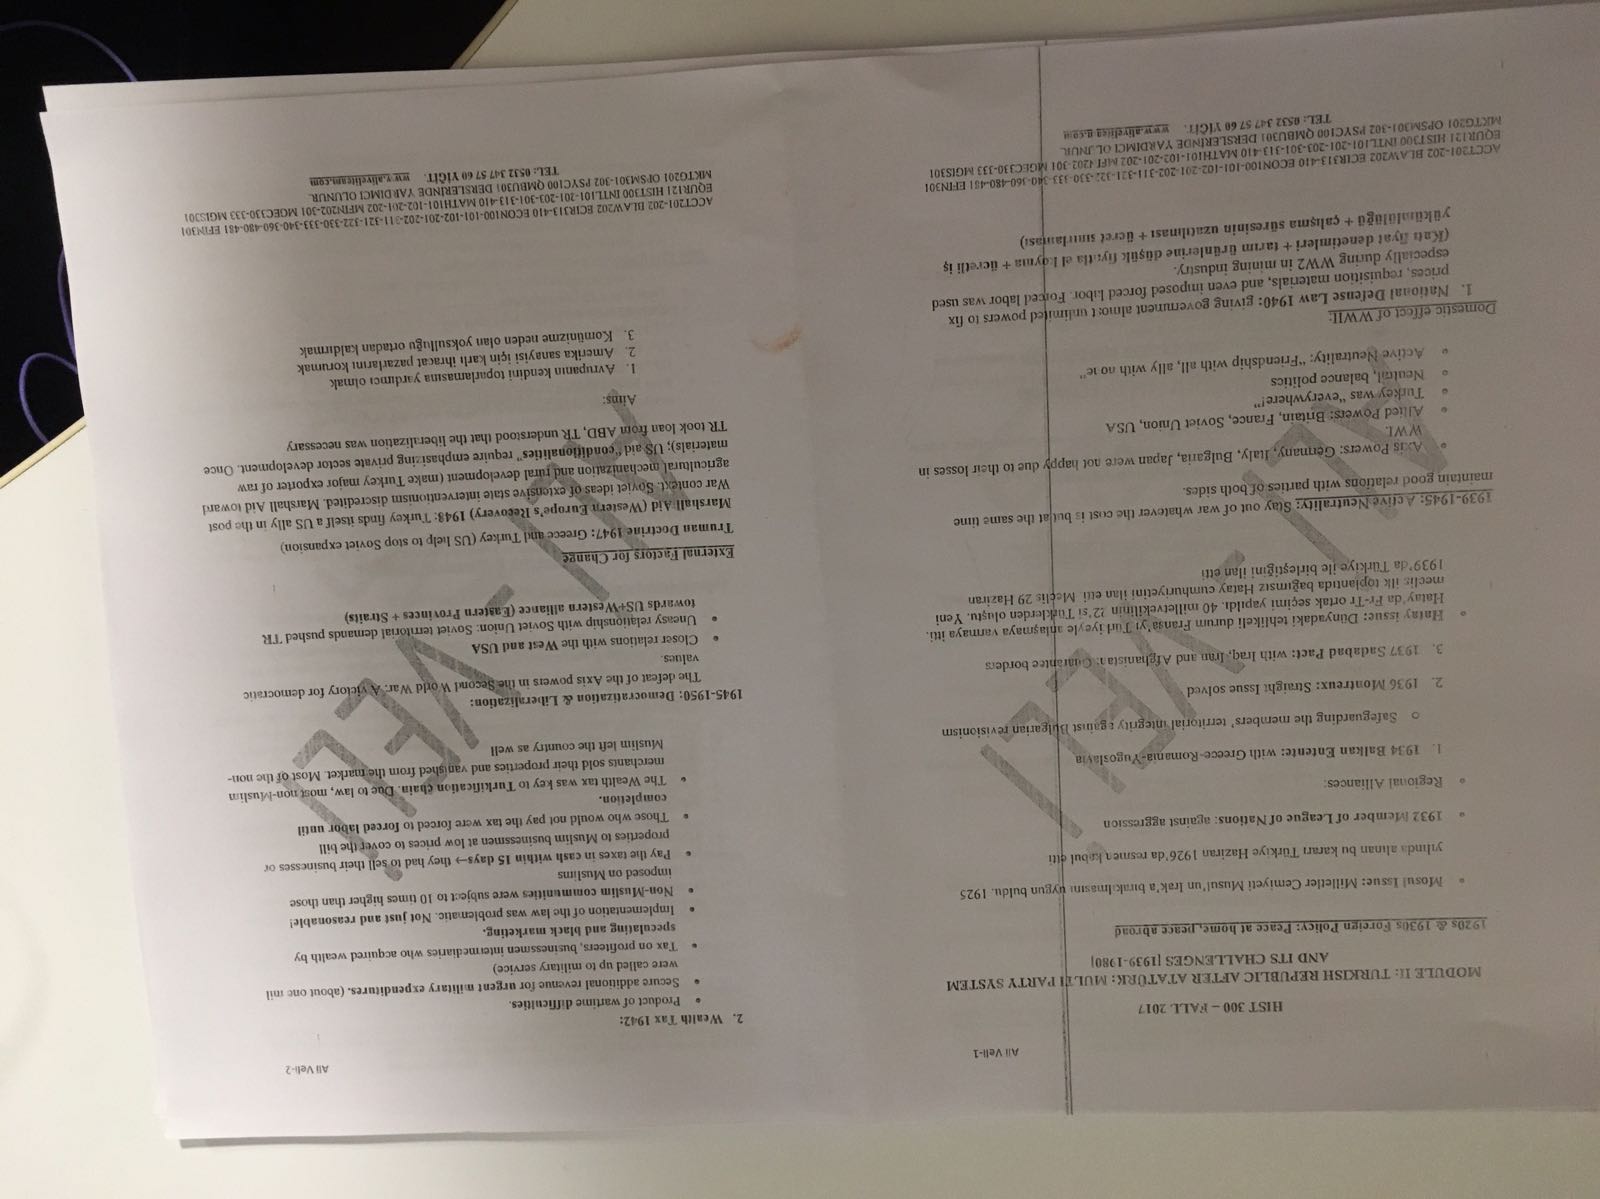 Ali Veli-1
HIST 300 – FALL 2017
MODULE II: TURKISH REPUBLIC AFTER ATATÜRK: MULTI PARTY SYSTEM
AND ITS CHALLENGES [1939-1980]
1920s & 1930s Foreign Policy: Peace at home, peace abroad
• Mosul Issue: Milletler Cemiyeti Musul'un Irak'a bırakılmasını uygun buldu. 1925
yılında alınan bu kararı Türkiye Haziran 1926'da resmen kabul etti
• 1932 Member of League of Nations: against aggression
• Regional Alliances:
1. 1934 Balkan Entente: with Greece-Romania-Yugoslavia
o Safeguarding the members' territorial integrity against Bulgarian revisionism
2. 1936 Montreux: Straight Issue solved
3. 1937 Sadabad Pact: with Iraq, Iran and Afghanistan: Guarantee borders
• Hatay issue: Dünyadaki tehlikeli durum Fransa'yı Türkiyeyle anlaşmaya varmaya itti.
Hatay'da Fr-Tr ortak seçimi yapıldı. 40 milletvekilinin 22'si Türklerden oluştu. Yeni
meclis ilk toplantıda bağımsız Hatay cumhuriyetini ilan etti. Meclis 29 Haziran
1939'da Türkiye ile birleştiğini ilan etti
1939-1945: Active Neutrality: Stay out of war whatever the cost is but at the same time
maintain good relations with parties of both sides.
• Axis Powers: Germany, Italy, Bulgaria, Japan were not happy due to their losses in
WWI.
• Allied Powers: Britain, France, Soviet Union, USA
• Turkey was "everywhere!"
• Neutral, balance politics
• Active Neutrality: "Friendship with all, ally with none"
Domestic effect of WWII:
1. National Defense Law 1940: giving government almost unlimited powers to fix
prices, requisition materials, and even imposed forced labor. Forced labor was used
especially during WW2 in mining industry.
(Katı fiyat denetimleri + tarım ürünlerine düşük fiyatla el koyma + ücretli iş
yükümlülüğü + çalışma süresinin uzatılması + ücret sınırlaması)
ACCT201-202 BLAW202 ECIR313-410 ECON100-101-102-201-202-311-321-322-330-333-340-360-480-481 EFIN301
EQUR121 HIST300 INTL101-201-203-301-313-410 MATH101-102-201-202 MFIN202-301 MGEC330-333 MGIS301
MKTG201 OPSM301-302 PSYC100 QMBU301 DERSLERİNDE YARDIMCI OLUNUR.
TEL: 0532 347 57 60 YİĞİT. www.aliveliteam.com
ALI - VELI
Ali Veli-2
2. Wealth Tax 1942:
• Product of wartime difficulties.
• Secure additional revenue for urgent military expenditures. (about one mil
were called up to military service)
• Tax on profiteers, businessmen intermediaries who acquired wealth by
speculating and black marketing.
• Implementation of the law was problematic. Not just and reasonable!
• Non-Muslim communities were subject to 10 times higher than those
imposed on Muslims
• Pay the taxes in cash within 15 days→ they had to sell their businesses or
properties to Muslim businessmen at low prices to cover the bill
• Those who would not pay the tax were forced to forced labor until
completion.
• The Wealth tax was key to Turkification chain. Due to law, most non-Muslim
merchants sold their properties and vanished from the market. Most of the non-
Muslim left the country as well
1945-1950: Democratization & Liberalization:
The defeat of the Axis powers in the Second World War: A victory for democratic
values.
• Closer relations with the West and USA
• Uneasy relationship with Soviet Union: Soviet territorial demands pushed TR
towards US+Western alliance (Eastern Provinces + Straits)
External Factors for Change
Truman Doctrine 1947: Greece and Turkey (US help to stop Soviet expansion)
Marshall Aid (Western Europe's Recovery) 1948: Turkey finds itself a US ally in the post
War context. Soviet ideas of extensive state interventionism discredited. Marshall Aid toward
agricultural mechanization and rural development (make Turkey major exporter of raw
materials); US aid "conditionalities" require emphasizing private sector development. Once
TR took loan from ABD, TR understood that the liberalization was necessary
Aims:
1. Avrupanın kendini toparlamasına yardımcı olmak
2. Amerika sanayisi için karlı ihracat pazarlarını korumak
3. Komünizme neden olan yoksulluğu ortadan kaldırmak
ACCT201-202 BLAW202 ECIR313-410 ECON100-101-102-201-202-311-321-322-330-333-340-360-480-481 EFIN301
EQUR121 HIST300 INTL101-201-203-301-313-410 MATH101-102-201-202 MFIN202-301 MGEC330-333 MGIS301
MKTG201 OPSM301-302 PSYC100 QMBU301 DERSLERİNDE YARDIMCI OLUNUR.
TEL: 0532 347 57 60 YİĞİT. www.aliveliteam.com
ALI - VELI